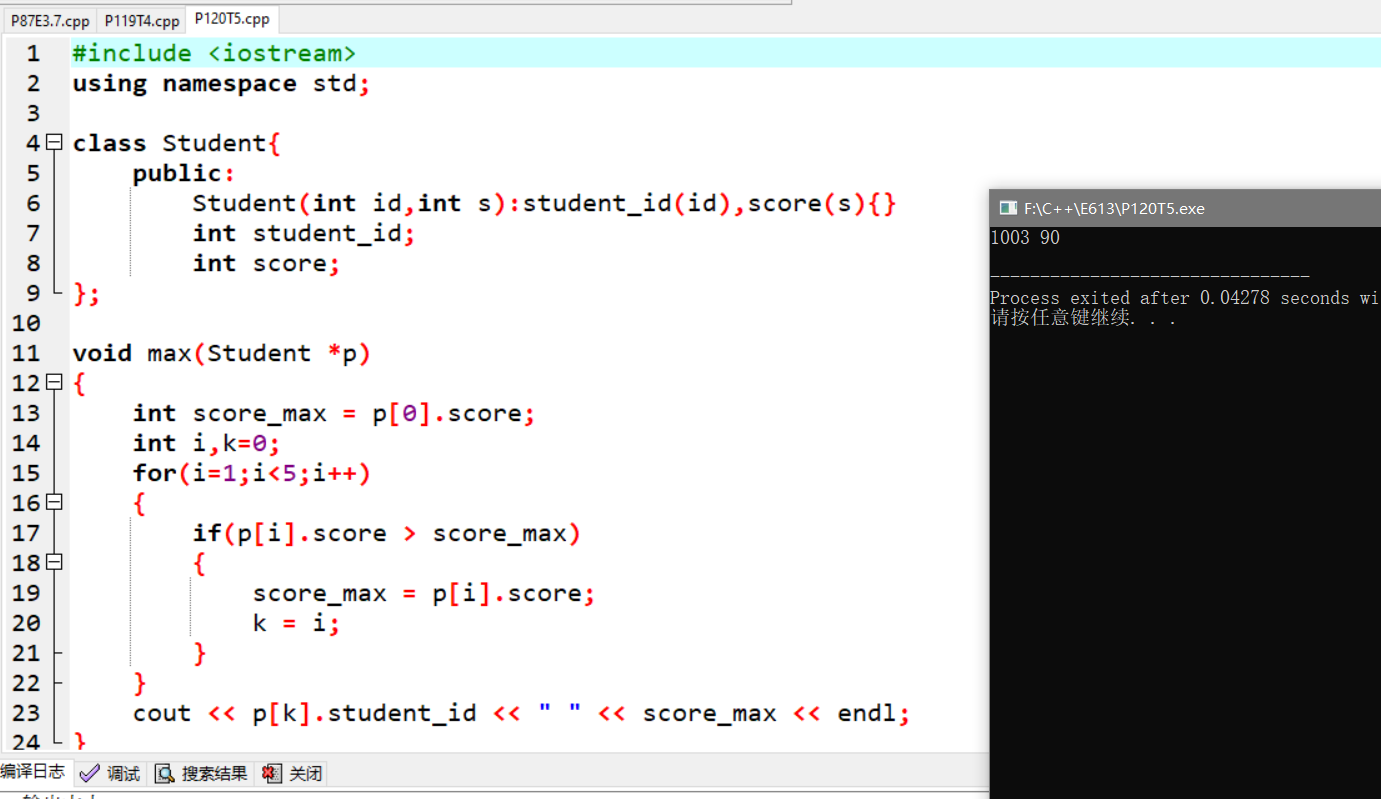 P87E3.7.cpp P119T4.cpp P120T5.cpp
1 #include <iostream>
2 using namespace std;
3
4 class Student{
5 public:
6 Student(int id,int s):student_id(id),score(s){}
7 int student_id;
8 int score;
9 };
10
11 void max(Student *p)
12 {
13 int score_max = p[0].score;
14 int i,k=0;
15 for(i=1;i<5;i++)
16 {
17 if(p[i].score > score_max)
18 {
19 score_max = p[i].score;
20 k = i;
21 }
22 }
23 cout << p[k].student_id << " " << score_max << endl;
24 }
编译日志 调试 搜索结果 关闭
F:\C++\E613\P120T5.exe
1003 90
--------------------------------
Process exited after 0.04278 seconds wi
请按任意键继续. . .